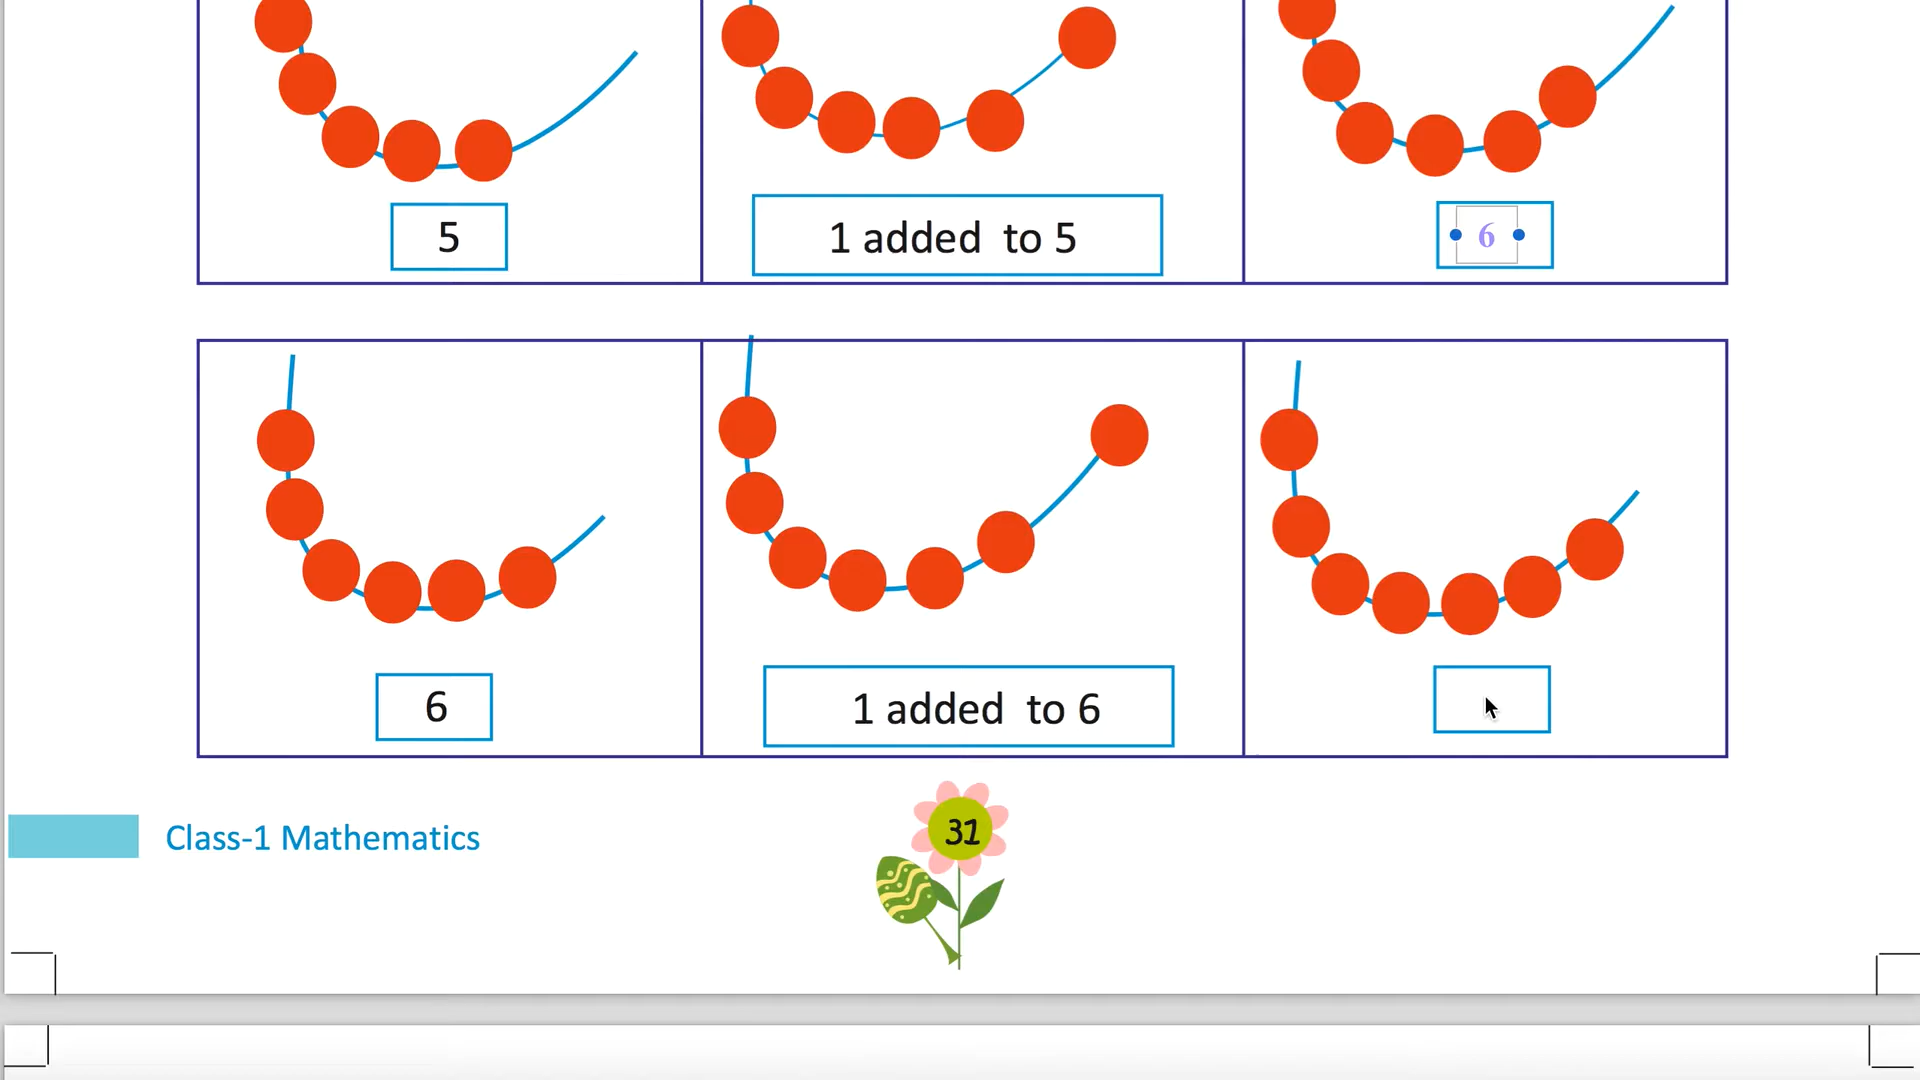 5
1 added to 5
6
6
1 added to 6
31
Class-1 Mathematics